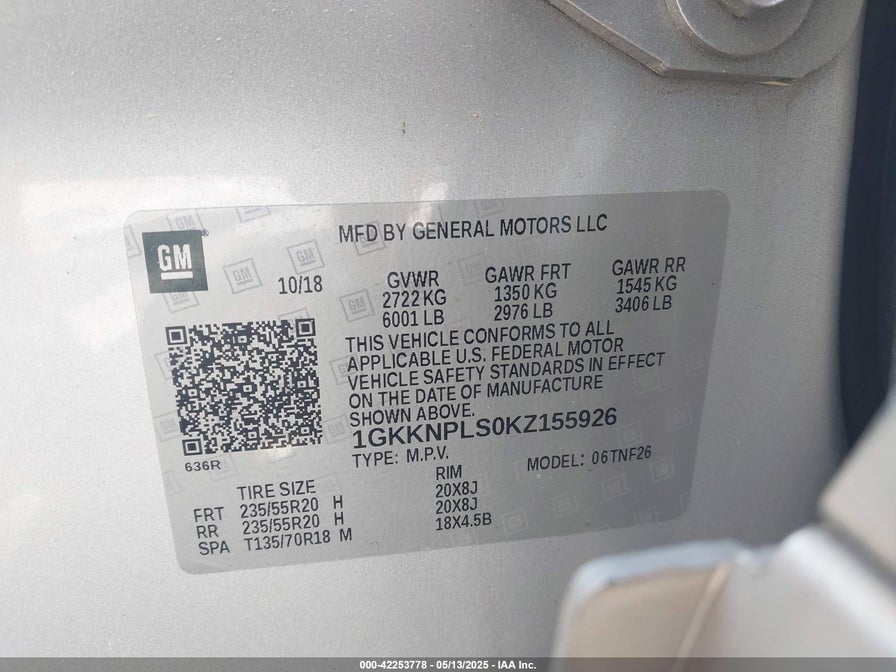 MFD BY GENERAL MOTORS LLC
GM
10/18
GVWR GAWR FRT GAWR RR
2722 KG 1350 KG 1545 KG
6001 LB 2976 LB 3406 LB
THIS VEHICLE CONFORMS TO ALL
APPLICABLE U.S. FEDERAL MOTOR
VEHICLE SAFETY STANDARDS IN EFFECT
ON THE DATE OF MANUFACTURE
SHOWN ABOVE.
1GKKNPLS0KZ155926
636R
TYPE: M.P.V. MODEL: 06TNF26
TIRE SIZE RIM
FRT 235/55R20 H 20X8J
RR 235/55R20 H 20X8J
SPA T135/70R18 M 18X4.5B
000-42253778 - 05/13/2025 - IAA Inc.